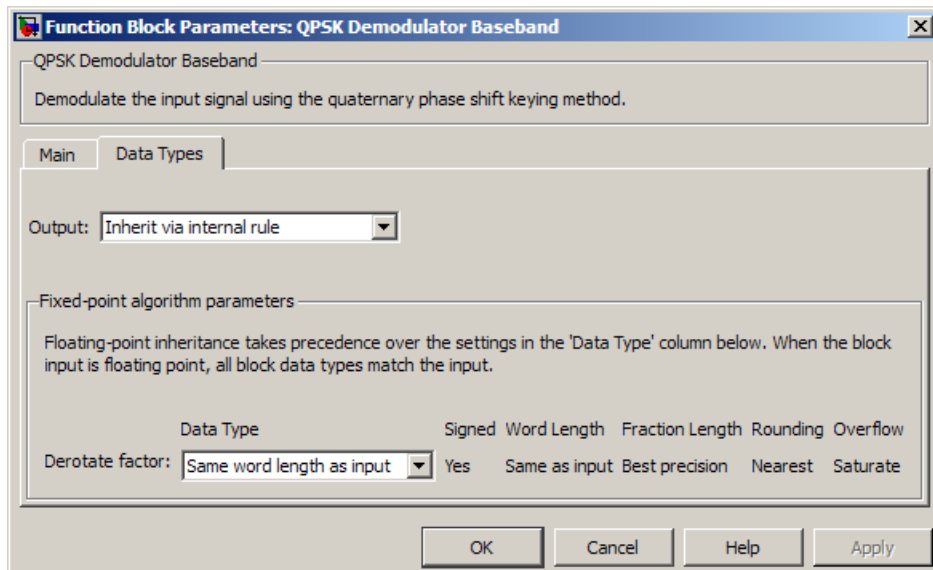 Function Block Parameters: QPSK Demodulator Baseband
QPSK Demodulator Baseband
Demodulate the input signal using the quaternary phase shift keying method.
Main Data Types
Output: Inherit via internal rule
Fixed-point algorithm parameters
Floating-point inheritance takes precedence over the settings in the 'Data Type' column below. When the block
input is floating point, all block data types match the input.
Data Type Signed Word Length Fraction Length Rounding Overflow
Derotate factor: Same word length as input Yes Same as input Best precision Nearest Saturate
OK Cancel Help Apply